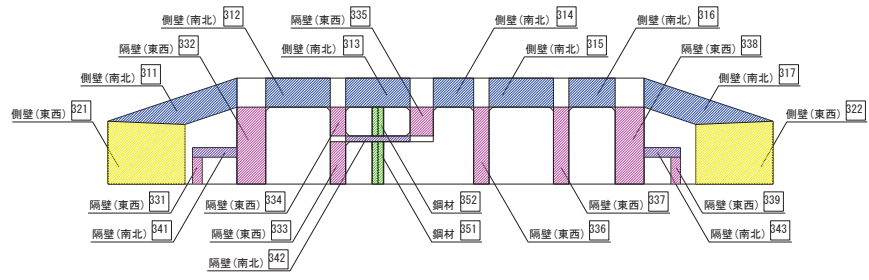 側壁(南北) 312
隔壁(東西) 335
側壁(南北) 314
側壁(南北) 316
隔壁(東西) 332
側壁(南北) 313
側壁(南北) 315
隔壁(東西) 338
側壁(南北) 311
側壁(南北) 317
側壁(東西) 321
側壁(東西) 322
隔壁(東西) 331
隔壁(東西) 334
鋼材 352
隔壁(東西) 337
隔壁(東西) 339
隔壁(南北) 341
隔壁(東西) 333
鋼材 351
隔壁(東西) 336
隔壁(南北) 343
隔壁(南北) 342